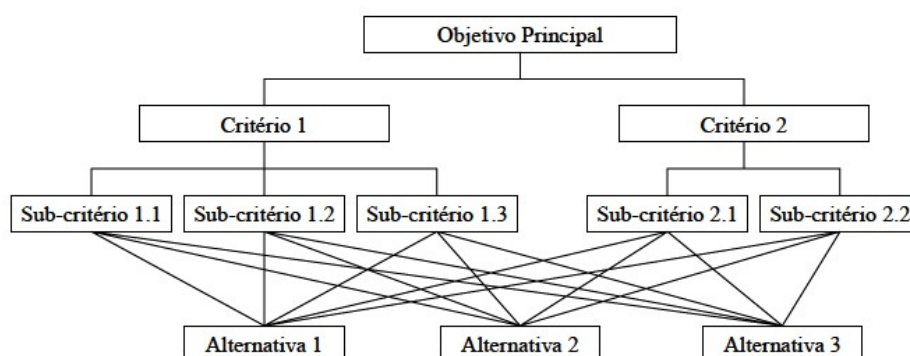 Objetivo Principal
Critério 1
Critério 2
Sub-critério 1.1
Sub-critério 1.2
Sub-critério 1.3
Sub-critério 2.1
Sub-critério 2.2
Alternativa 1
Alternativa 2
Alternativa 3